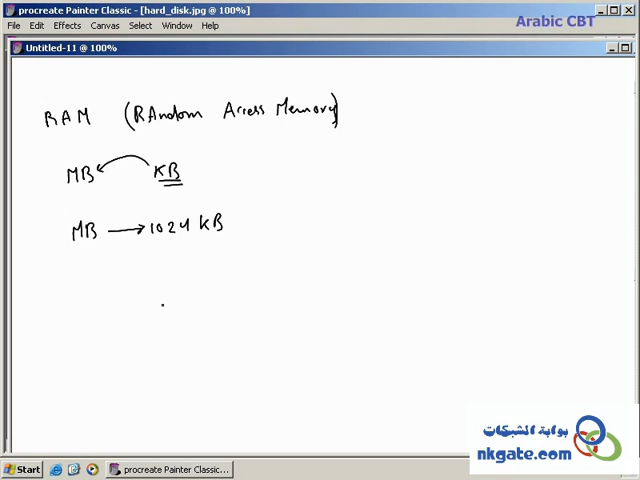 procreate Painter Classic - [hard_disk.jpg @ 100%]
Arabic CBT
File Edit Effects Canvas Select Movie Window Help
Untitled-11 @ 100%
RAM (RAndom Access Memory)
MB KB
MB → 1024 KB
بوابة الشبكات
nkgate.com
Start procreate Painter Classic...